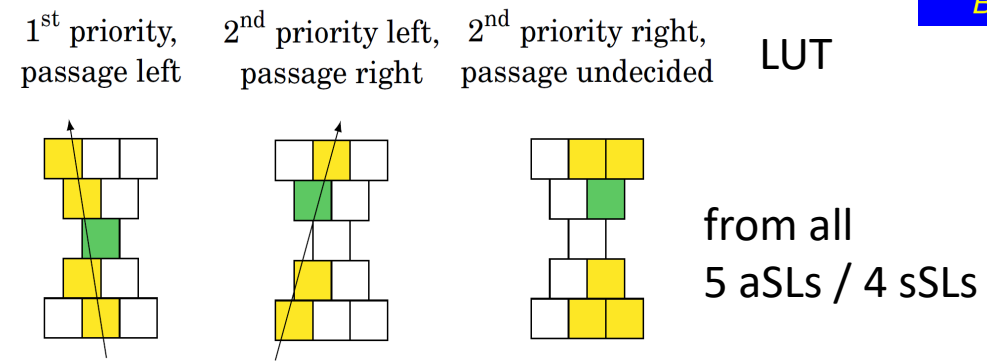 1st priority,
passage left
2nd priority left,
passage right
2nd priority right,
passage undecided
LUT
from all
5 aSLs / 4 sSLs